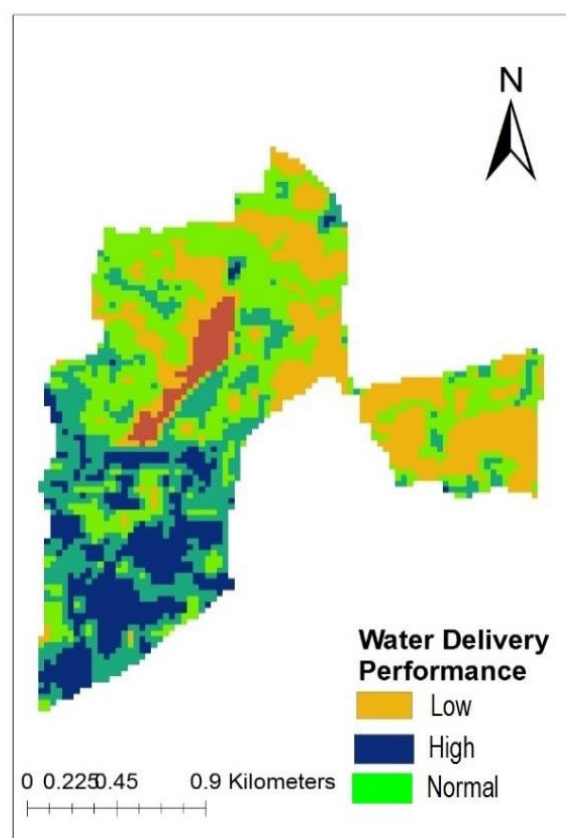 N
Water Delivery
Performance
Low
High
Normal
0 0.2250.45 0.9 Kilometers